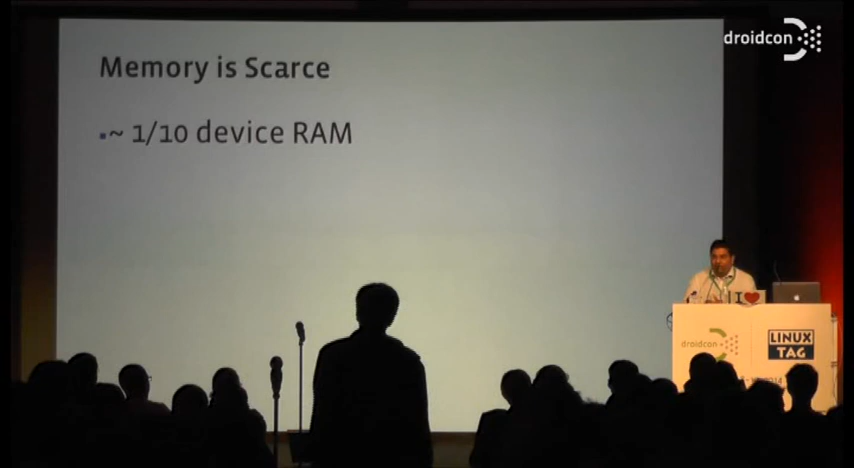 droidcon
Memory is Scarce
▪~ 1/10 device RAM
I ❤
droidcon
LINUX
TAG